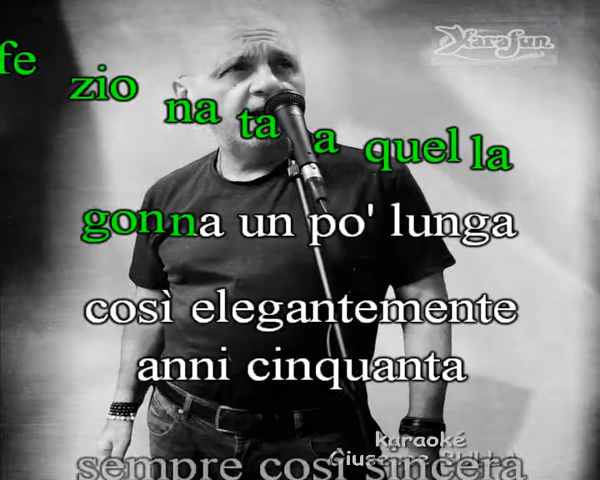 KaraFun.
fe zio na ta a quel la
gonna un po' lunga
così elegantemente
anni cinquanta
karaoké
Giuseppe
sempre così sincera